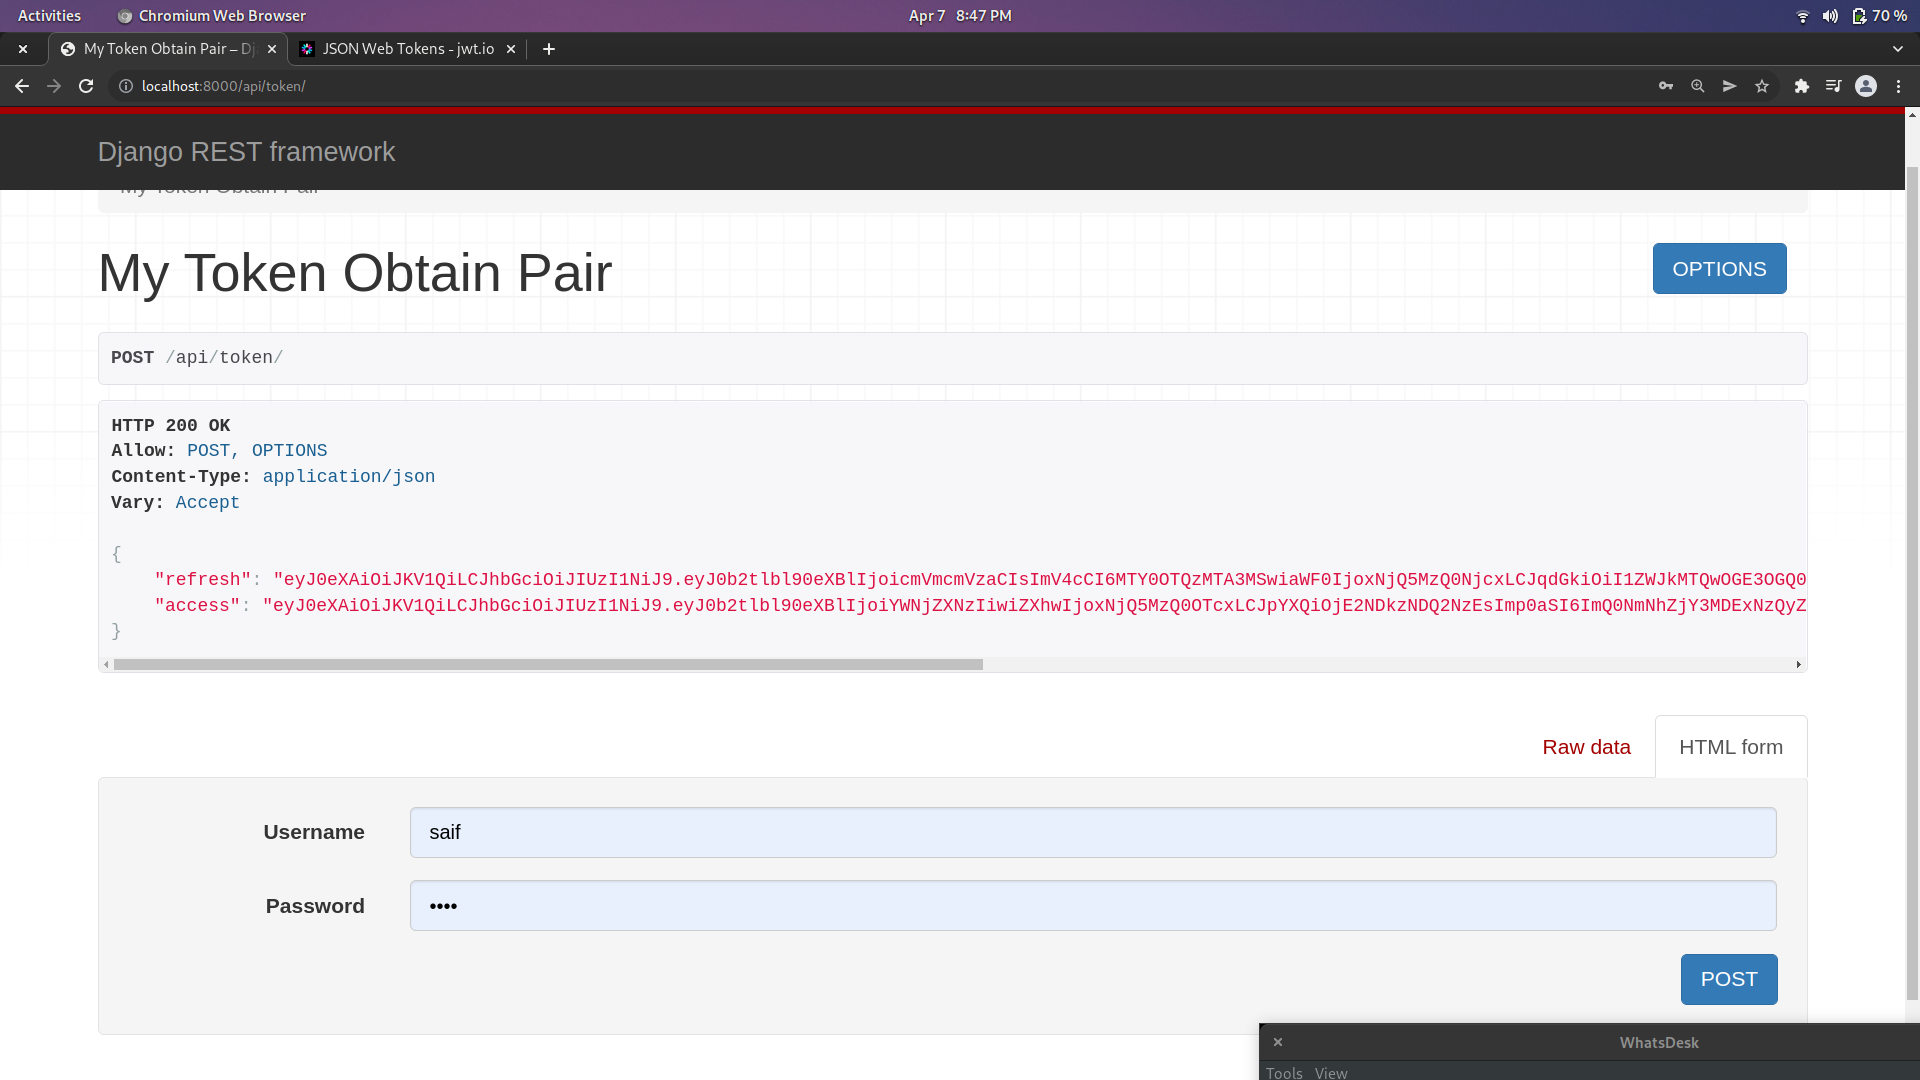 Activities
Chromium Web Browser
Apr 7 8:47 PM
70 %
My Token Obtain Pair – Dj
JSON Web Tokens - jwt.io
localhost:8000/api/token/
Django REST framework
My Token Obtain Pair
My Token Obtain Pair
OPTIONS
POST /api/token/
HTTP 200 OK
Allow: POST, OPTIONS
Content-Type: application/json
Vary: Accept
{
"refresh": "eyJ0eXAiOiJKV1QiLCJhbGciOiJIUzI1NiJ9.eyJ0b2tlbl90eXBlIjoicmVmcmVzaCIsImV4cCI6MTY0OTQzMTA3MSwiaWF0IjoxNjQ5MzQ0NjcxLCJqdGkiOiI1ZWJkMTQwOGE3OGQ0
"access": "eyJ0eXAiOiJKV1QiLCJhbGciOiJIUzI1NiJ9.eyJ0b2tlbl90eXBlIjoiYWNjZXNzIiwiZXhwIjoxNjQ5MzQ0OTcxLCJpYXQiOjE2NDkzNDQ2NzEsImp0aSI6ImQ0NmNhZjY3MDExNzQyZ
}
Raw data
HTML form
Username
saif
Password
••••
POST
WhatsDesk
Tools View